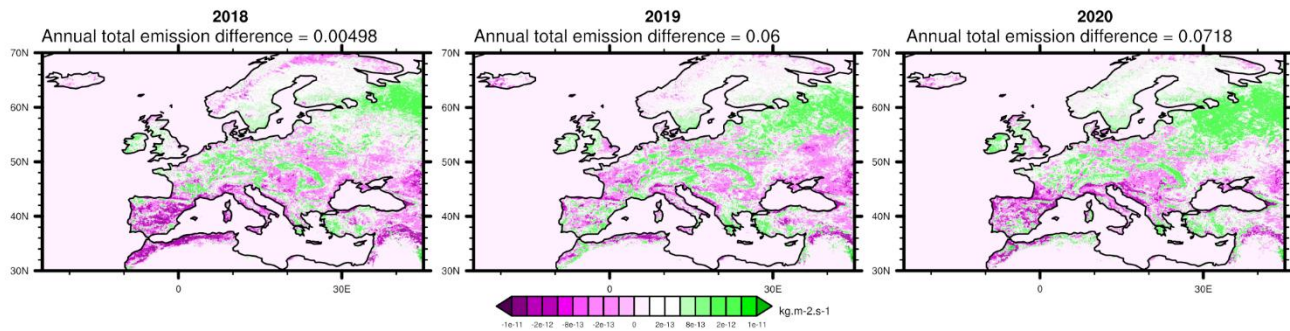 2018
Annual total emission difference = 0.00498
70N
60N
50N
40N
30N
0
30E
2019
Annual total emission difference = 0.06
70N
60N
50N
40N
30N
0
30E
2020
Annual total emission difference = 0.0718
70N
60N
50N
40N
30N
0
30E
kg.m-2.s-1
-1e-11 -2e-12 -8e-13 -2e-13 0 2e-13 8e-13 2e-12 1e-11